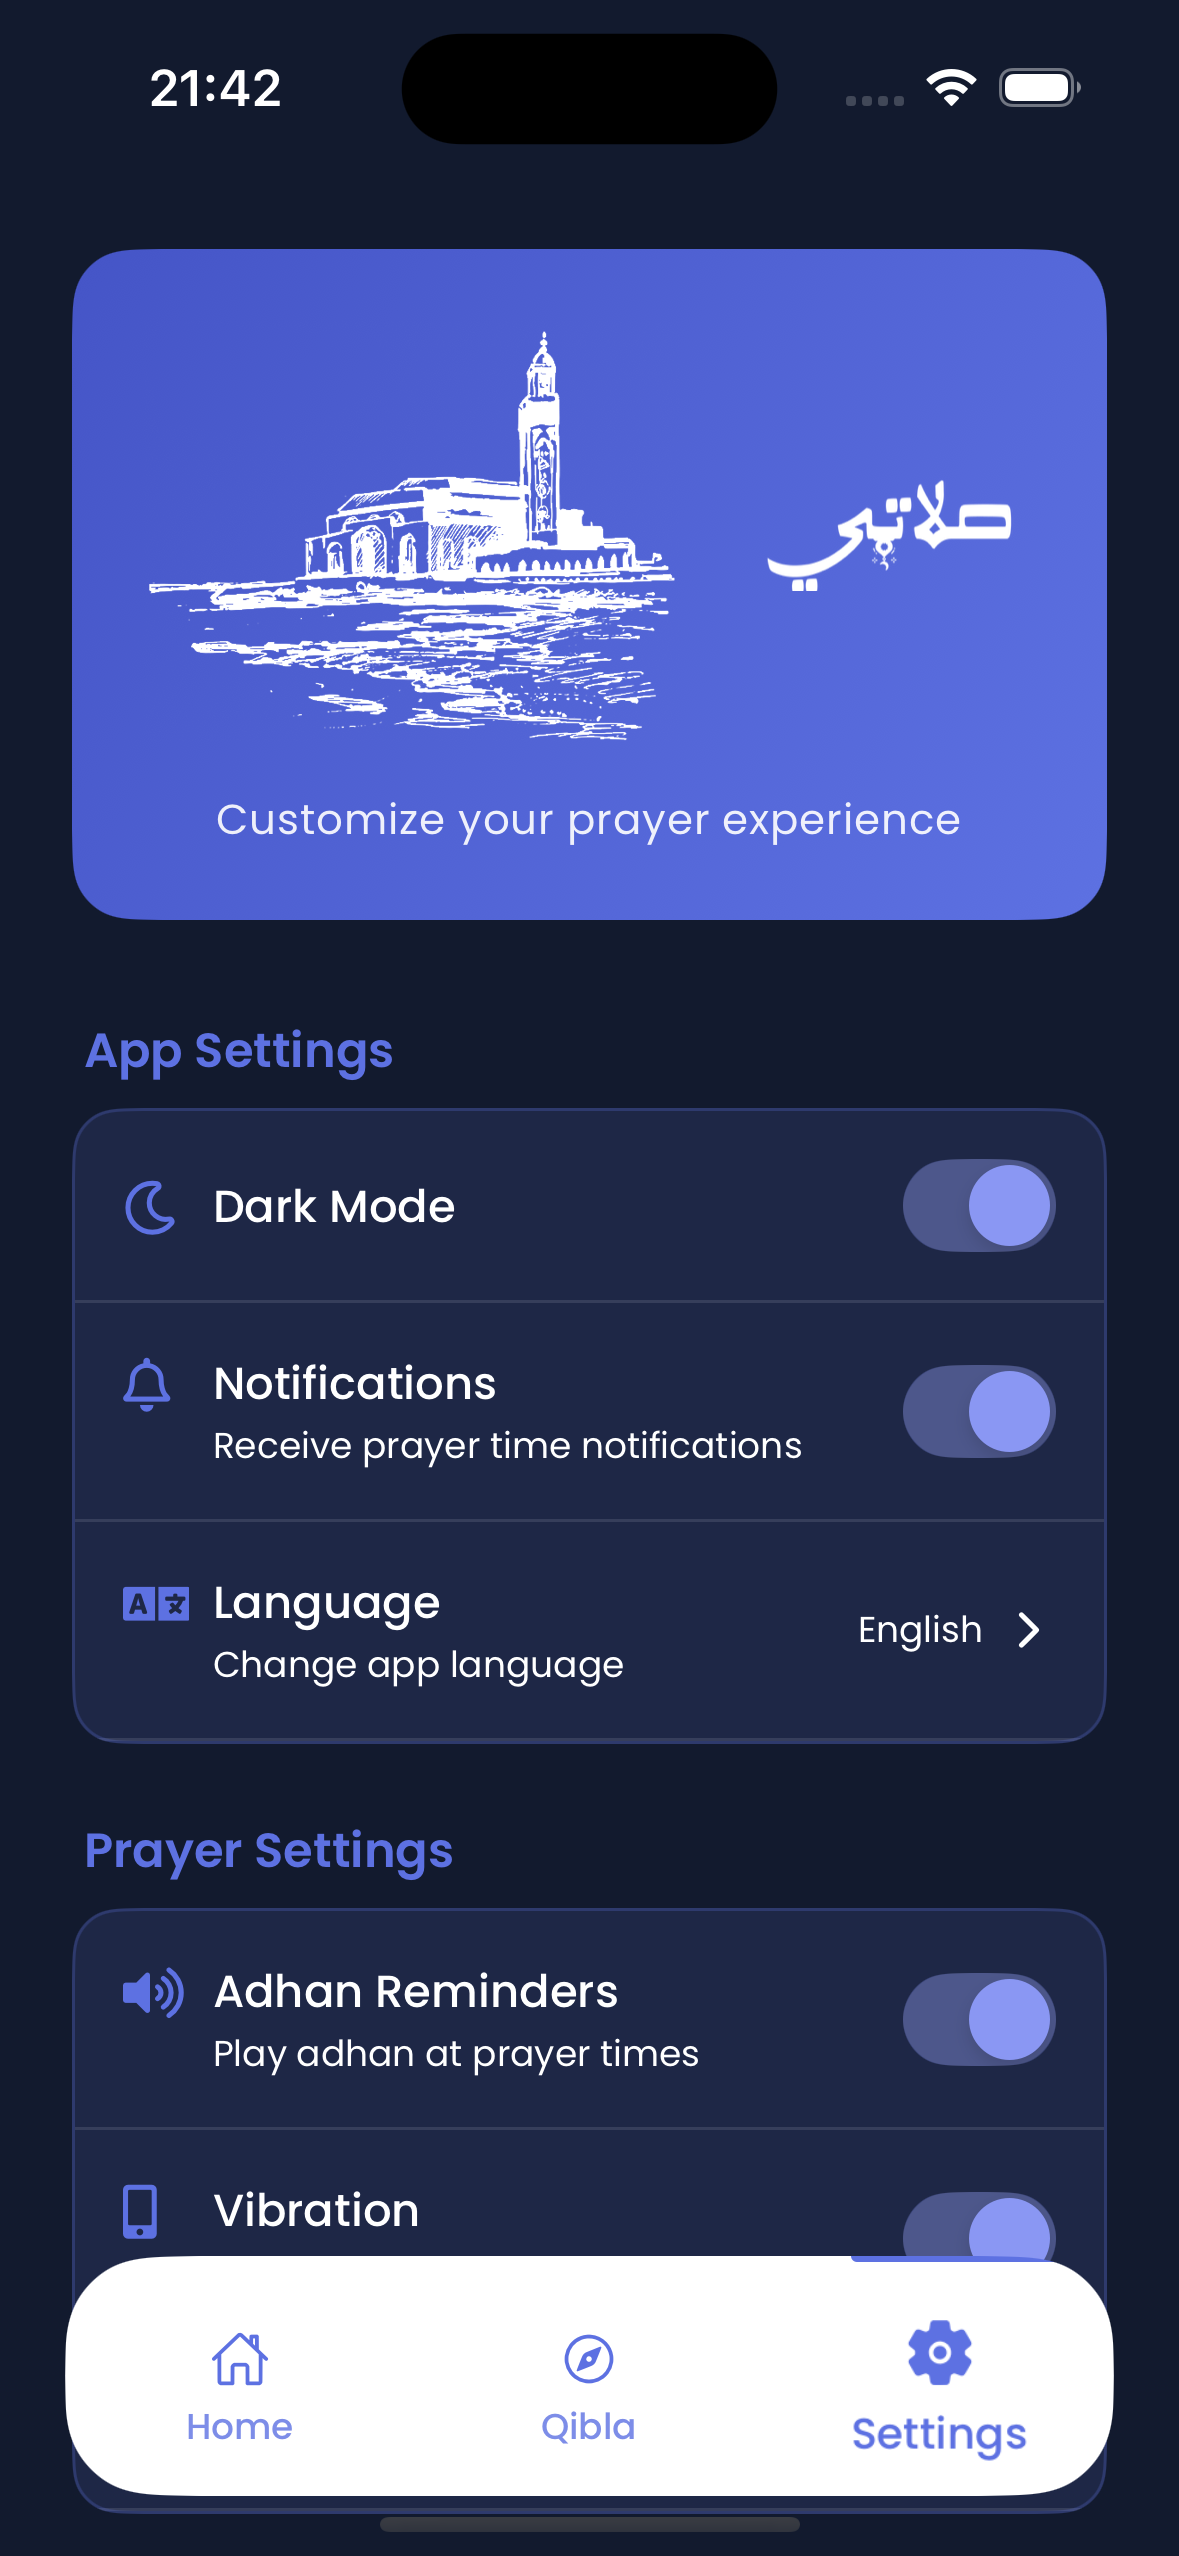 21:42
صلاتي
Customize your prayer experience
App Settings
Dark Mode
Notifications
Receive prayer time notifications
Language
Change app language
English
Prayer Settings
Adhan Reminders
Play adhan at prayer times
Vibration
Home
Qibla
Settings